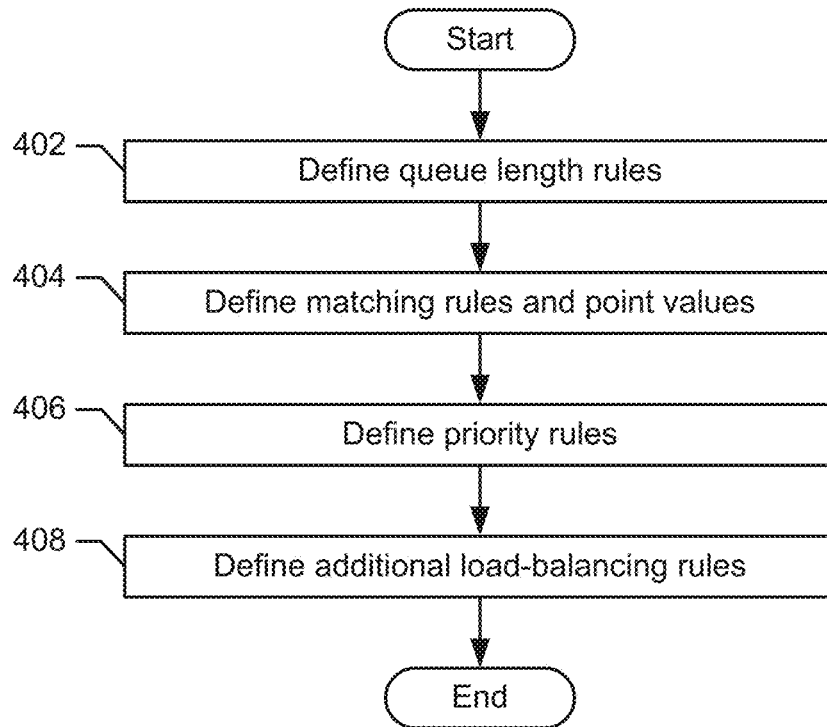 Start
402
Define queue length rules
404
Define matching rules and point values
406
Define priority rules
408
Define additional load-balancing rules
End